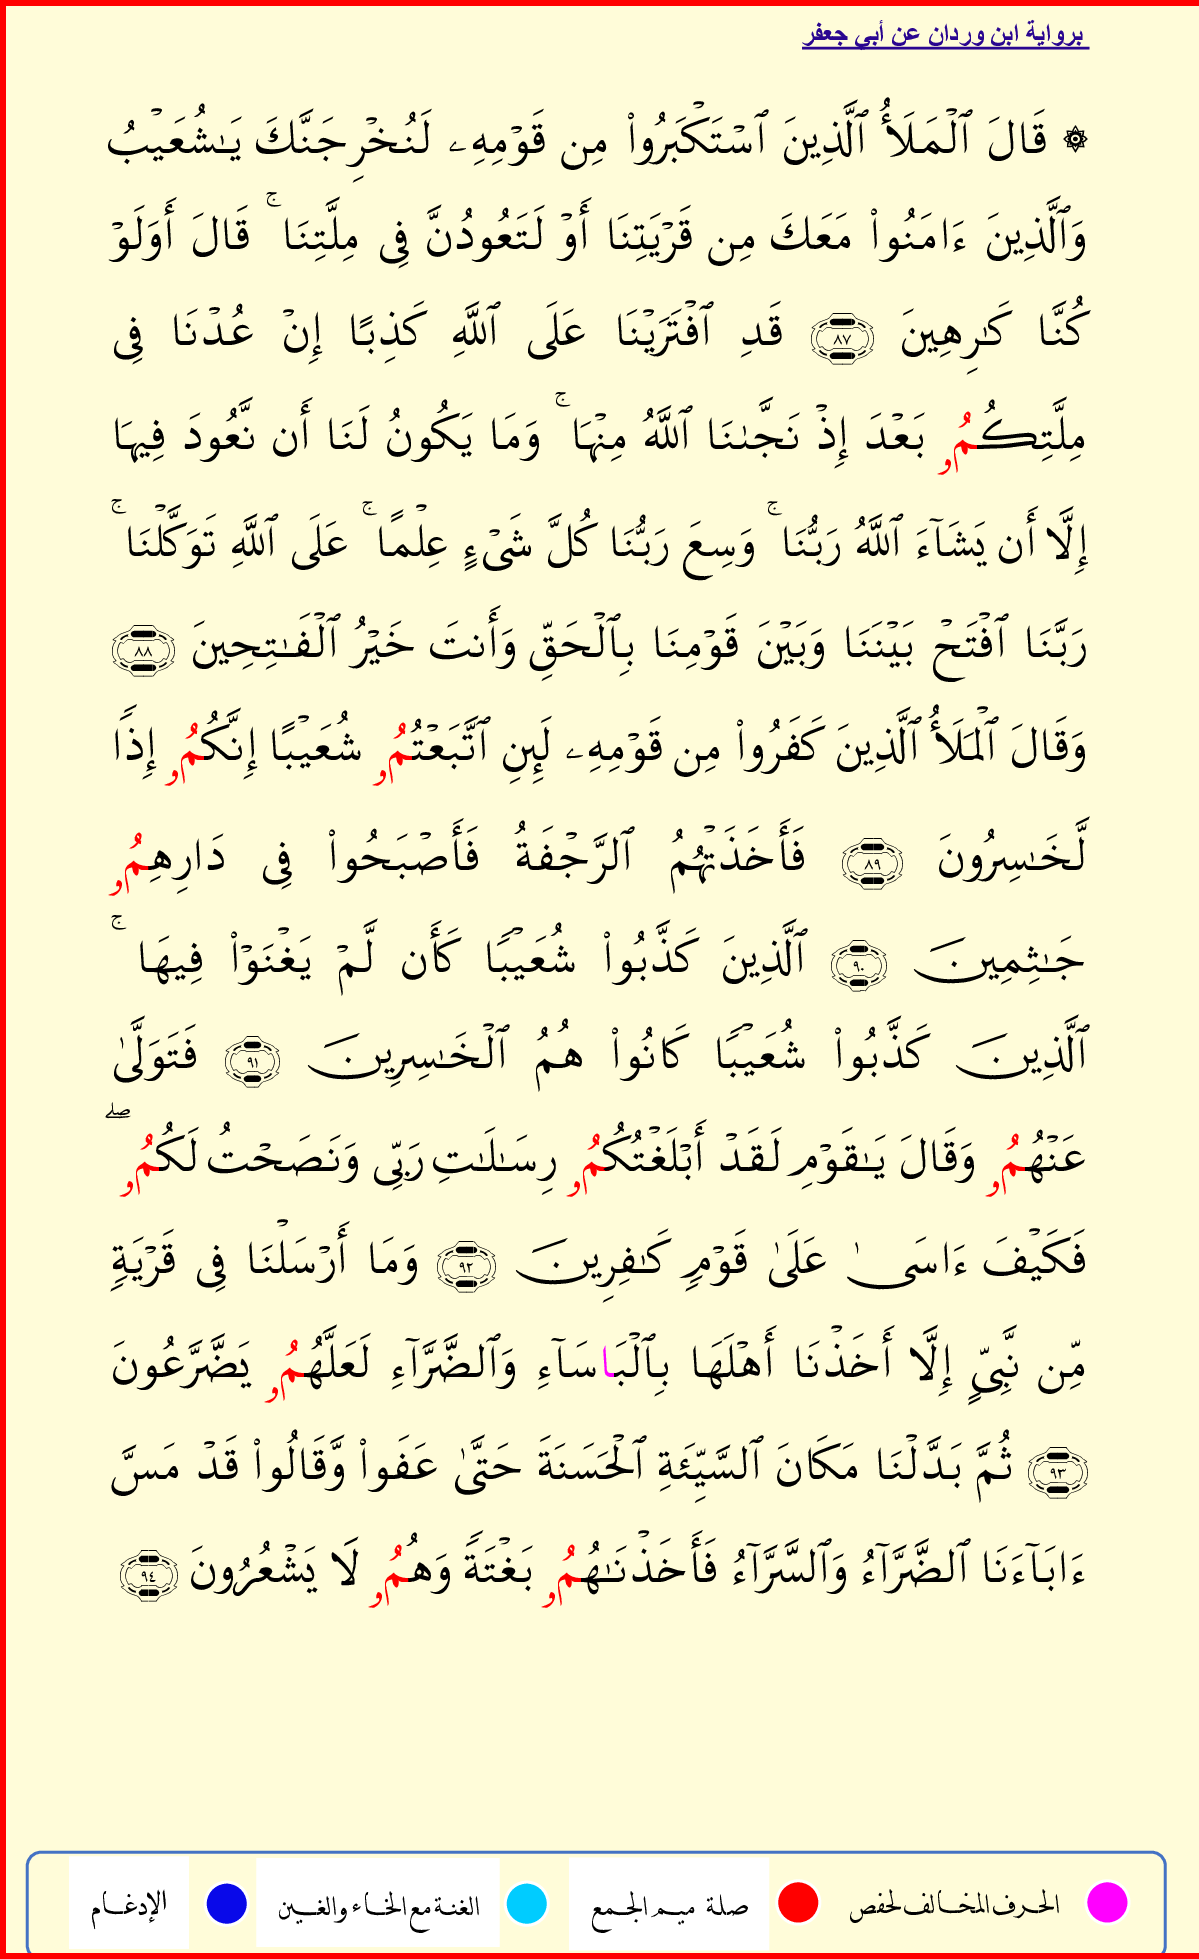 برواية ابن وردان عن أبي جعفر
۞ قَالَ ٱلۡمَلَأُ ٱلَّذِينَ ٱسۡتَكۡبَرُواْ مِن قَوۡمِهِۦ لَنُخۡرِجَنَّكَ يَـٰشُعَيۡبُ
وَٱلَّذِينَ ءَامَنُواْ مَعَكَ مِن قَرۡيَتِنَا أَوۡ لَتَعُودُنَّ فِى مِلَّتِنَاۚ قَالَ أَوَلَوۡ
كُنَّا كَـٰرِهِينَ ٨٧ قَدِ ٱفۡتَرَيۡنَا عَلَى ٱللَّهِ كَذِبًا إِنۡ عُدۡنَا فِى
مِلَّتِكُمُۥ بَعۡدَ إِذۡ نَجَّىٰنَا ٱللَّهُ مِنۡهَاۚ وَمَا يَكُونُ لَنَا أَن نَّعُودَ فِيهَا
إِلَّا أَن يَشَآءَ ٱللَّهُ رَبُّنَاۚ وَسِعَ رَبُّنَا كُلَّ شَىۡءٍ عِلۡمًاۚ عَلَى ٱللَّهِ تَوَكَّلۡنَاۚ
رَبَّنَا ٱفۡتَحۡ بَيۡنَنَا وَبَيۡنَ قَوۡمِنَا بِٱلۡحَقِّ وَأَنتَ خَيۡرُ ٱلۡفَـٰتِحِينَ ٨٨
وَقَالَ ٱلۡمَلَأُ ٱلَّذِينَ كَفَرُواْ مِن قَوۡمِهِۦ لَئِنِ ٱتَّبَعۡتُمُۥ شُعَيۡبًا إِنَّكُمُۥ إِذًا
لَّخَـٰسِرُونَ ٨٩ فَأَخَذَتۡهُمُ ٱلرَّجۡفَةُ فَأَصۡبَحُواْ فِى دَارِهِمُۥ
جَـٰثِمِينَ ٩٠ ٱلَّذِينَ كَذَّبُواْ شُعَيۡبًا كَأَن لَّمۡ يَغۡنَوۡاْ فِيهَاۚ
ٱلَّذِينَ كَذَّبُواْ شُعَيۡبًا كَانُواْ هُمُ ٱلۡخَـٰسِرِينَ ٩١ فَتَوَلَّىٰ
عَنۡهُمُۥ وَقَالَ يَـٰقَوۡمِ لَقَدۡ أَبۡلَغۡتُكُمُۥ رِسَـٰلَـٰتِ رَبِّى وَنَصَحۡتُ لَكُمُۥۖ
فَكَيۡفَ ءَاسَىٰ عَلَىٰ قَوۡمٍ كَـٰفِرِينَ ٩٢ وَمَا أَرۡسَلۡنَا فِى قَرۡيَةٍ
مِّن نَّبِىٍّ إِلَّا أَخَذۡنَا أَهۡلَهَا بِٱلۡبَاسَآءِ وَٱلضَّرَّآءِ لَعَلَّهُمُۥ يَضَّرَّعُونَ
٩٣ ثُمَّ بَدَّلۡنَا مَكَانَ ٱلسَّيِّئَةِ ٱلۡحَسَنَةَ حَتَّىٰ عَفَواْ وَّقَالُواْ قَدۡ مَسَّ
ءَابَآءَنَا ٱلضَّرَّآءُ وَٱلسَّرَّآءُ فَأَخَذۡنَـٰهُمُۥ بَغۡتَةً وَهُمُۥ لَا يَشۡعُرُونَ ٩٤
الحرف المخالف لحفص صلة ميم الجمع الغنة مع الخاء والغين الإدغام